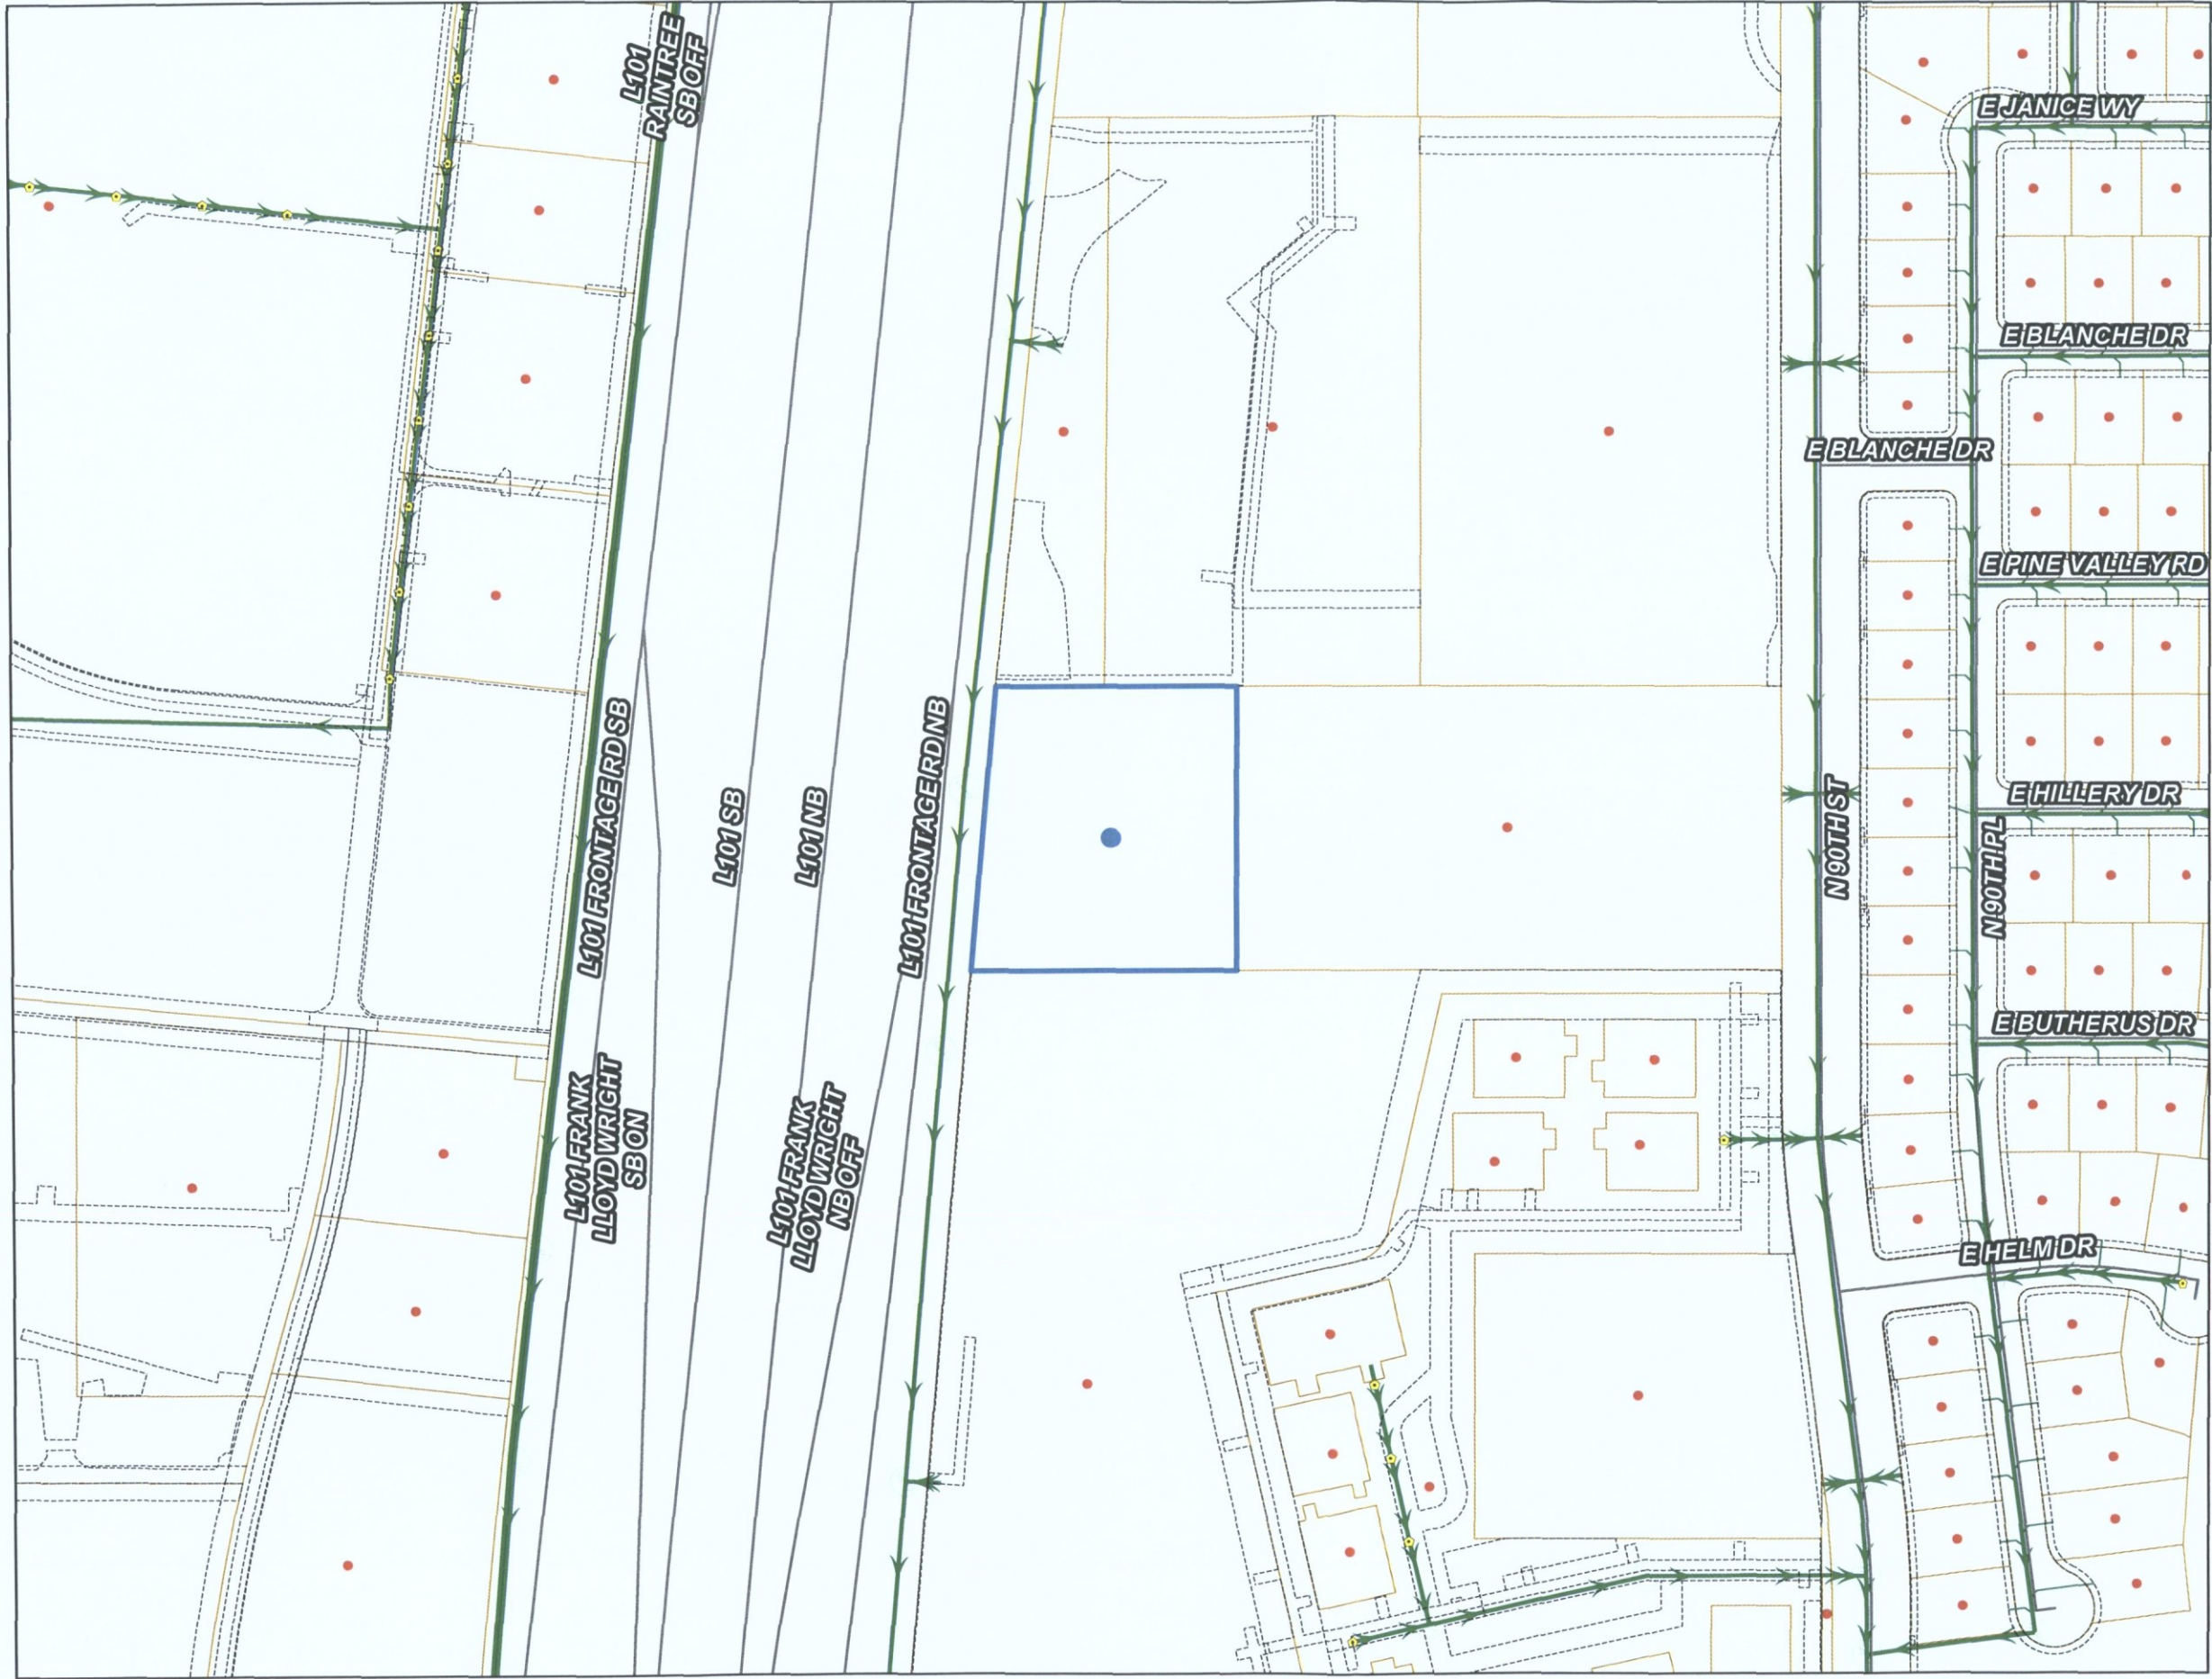 L101
RAINTREE
SB OFF
E JANICE WY
E BLANCHE DR
E BLANCHE DR
E PINE VALLEY RD
L101 FRONTAGE RD SB
L101 SB
L101 NB
L101 FRONTAGE RD NB
N 90TH ST
E HILLERY DR
N 90TH PL
E BUTHERUS DR
L101 FRANK
LLOYD WRIGHT
SB ON
L101 FRANK
LLOYD WRIGHT
NB OFF
E HELM DR